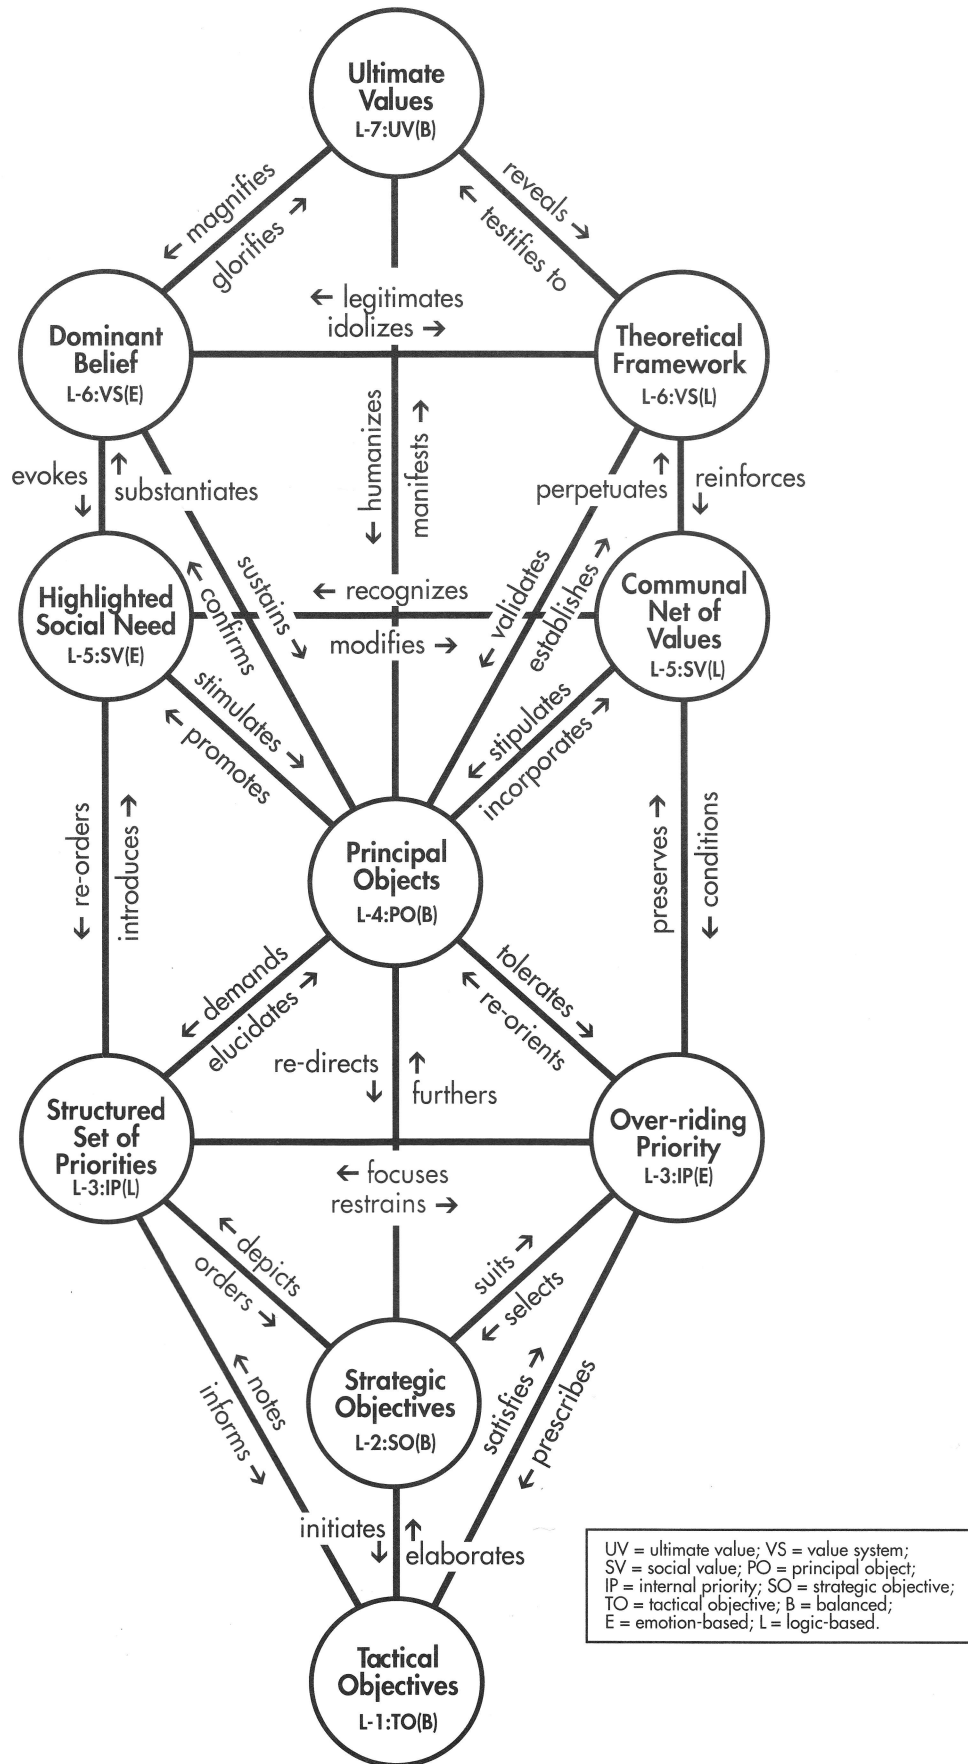 Ultimate
Values
L-7:UV(B)
← magnifies
glorifies →
reveals →
← testifies to
← legitimates
idolizes →
Dominant
Belief
L-6:VS(E)
Theoretical
Framework
L-6:VS(L)
← humanizes
manifests →
evokes ↓
↑ substantiates
perpetuates ↑
reinforces ↓
sustains →
← confirms
← validates
establishes →
← recognizes
modifies →
Highlighted
Social Need
L-5:SV(E)
Communal
Net of
Values
L-5:SV(L)
stimulates →
← promotes
← stipulates
incorporates →
← re-orders
introduces →
preserves →
← conditions
Principal
Objects
L-4:PO(B)
← demands
elucidates →
tolerates →
← re-orients
re-directs ↓
↑ furthers
Structured
Set of
Priorities
L-3:IP(L)
Over-riding
Priority
L-3:IP(E)
← focuses
restrains →
← depicts
orders →
suits →
← selects
← notes
informs →
satisfies →
← prescribes
Strategic
Objectives
L-2:SO(B)
initiates ↓
↑ elaborates
Tactical
Objectives
L-1:TO(B)
UV = ultimate value; VS = value system;
SV = social value; PO = principal object;
IP = internal priority; SO = strategic objective;
TO = tactical objective; B = balanced;
E = emotion-based; L = logic-based.